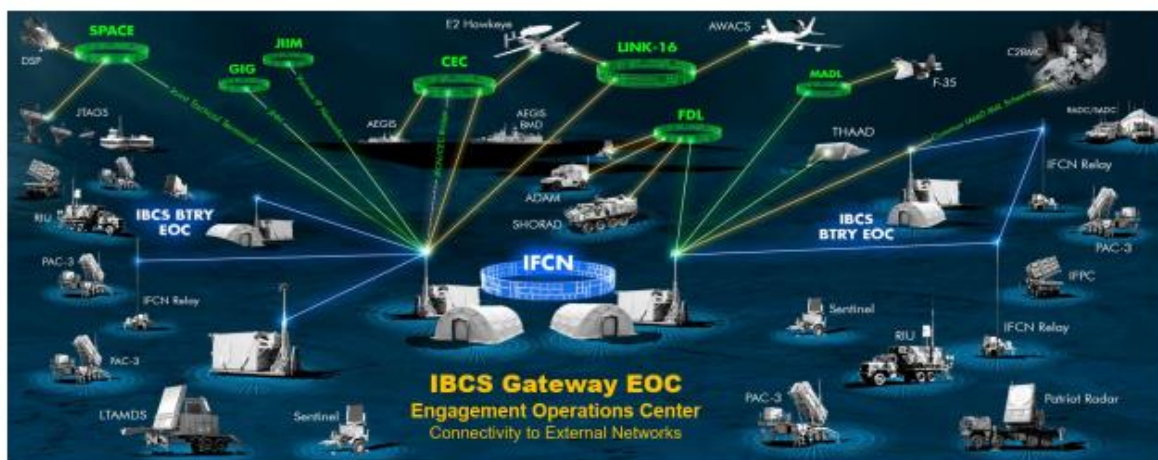 E2 Hawkeye
AWACS
SPACE
JIIM
LINK-16
C2BMC
DSP
GIG
CEC
MADL
F-35
JTAGS
AEGIS
AEGIS
BMD
FDL
THAAD
RADC/SADC
Joint Tactical Terminal
IFCN Relay
ADAM
RIU
IBCS BTRY
EOC
SHORAD
IBCS
BTRY EOC
PAC-3
PAC-3
IFCN
IFPC
IFCN Relay
Sentinel
RIU
IFCN Relay
PAC-3
IBCS Gateway EOC
Engagement Operations Center
Connectivity to External Networks
LTAMDS
Sentinel
PAC-3
Patriot Radar